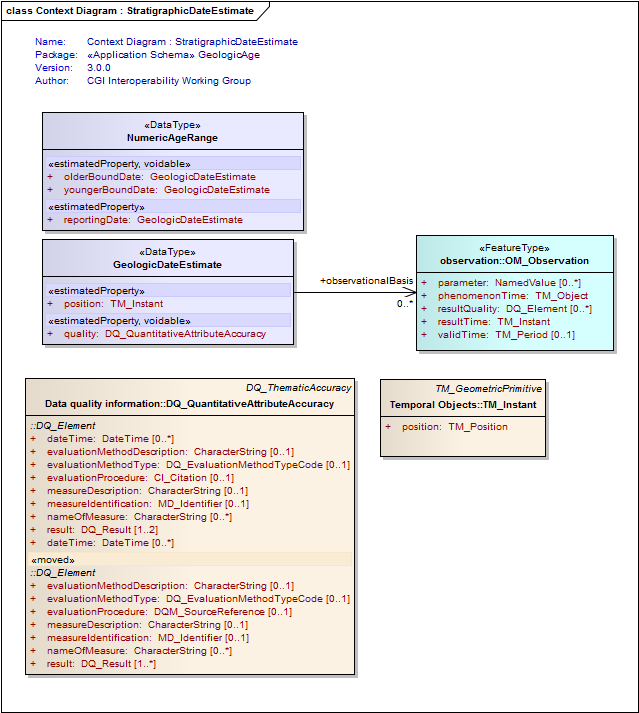 class Context Diagram : StratigraphicDateEstimate
Name: Context Diagram : StratigraphicDateEstimate
Package: «Application Schema» GeologicAge
Version: 3.0.0
Author: CGI Interoperability Working Group
«DataType»
NumericAgeRange
«estimatedProperty, voidable»
+ olderBoundDate: GeologicDateEstimate
+ youngerBoundDate: GeologicDateEstimate
«estimatedProperty»
+ reportingDate: GeologicDateEstimate
«DataType»
GeologicDateEstimate
«estimatedProperty»
+ position: TM_Instant
«estimatedProperty, voidable»
+ quality: DQ_QuantitativeAttributeAccuracy
+observationalBasis
0..*
«FeatureType»
observation::OM_Observation
+ parameter: NamedValue [0..*]
+ phenomenonTime: TM_Object
+ resultQuality: DQ_Element [0..*]
+ resultTime: TM_Instant
+ validTime: TM_Period [0..1]
DQ_ThematicAccuracy
Data quality information::DQ_QuantitativeAttributeAccuracy
::DQ_Element
+ dateTime: DateTime [0..*]
+ evaluationMethodDescription: CharacterString [0..1]
+ evaluationMethodType: DQ_EvaluationMethodTypeCode [0..1]
+ evaluationProcedure: CI_Citation [0..1]
+ measureDescription: CharacterString [0..1]
+ measureIdentification: MD_Identifier [0..1]
+ nameOfMeasure: CharacterString [0..*]
+ result: DQ_Result [1..2]
+ dateTime: DateTime [0..*]
«moved»
::DQ_Element
+ evaluationMethodDescription: CharacterString [0..1]
+ evaluationMethodType: DQ_EvaluationMethodTypeCode [0..1]
+ evaluationProcedure: DQM_SourceReference [0..1]
+ measureDescription: CharacterString [0..1]
+ measureIdentification: MD_Identifier [0..1]
+ nameOfMeasure: CharacterString [0..*]
+ result: DQ_Result [1..*]
TM_GeometricPrimitive
Temporal Objects::TM_Instant
+ position: TM_Position